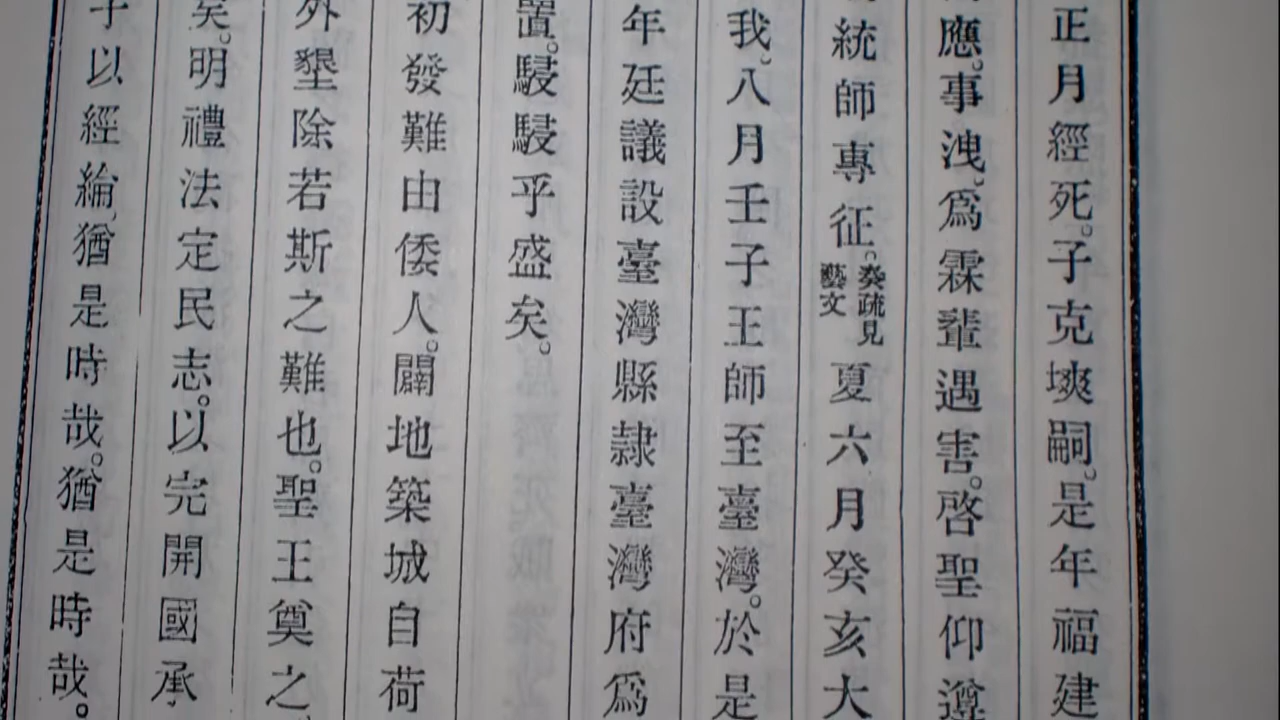 正月經死。子克塽嗣。是年福建
應。事洩。爲霖輩遇害。啓聖仰遵
統師專征。癸疏見藝文夏六月癸亥大
我。八月壬子王師至臺灣。於是
年廷議設臺灣縣隸臺灣府爲
置。駸駸乎盛矣。
初發難由倭人。闢地築城自荷
外墾除若斯之難也。聖王奠之
矣。明禮法定民志。以完開國承
子以經綸、猶是時哉。猶是時哉。